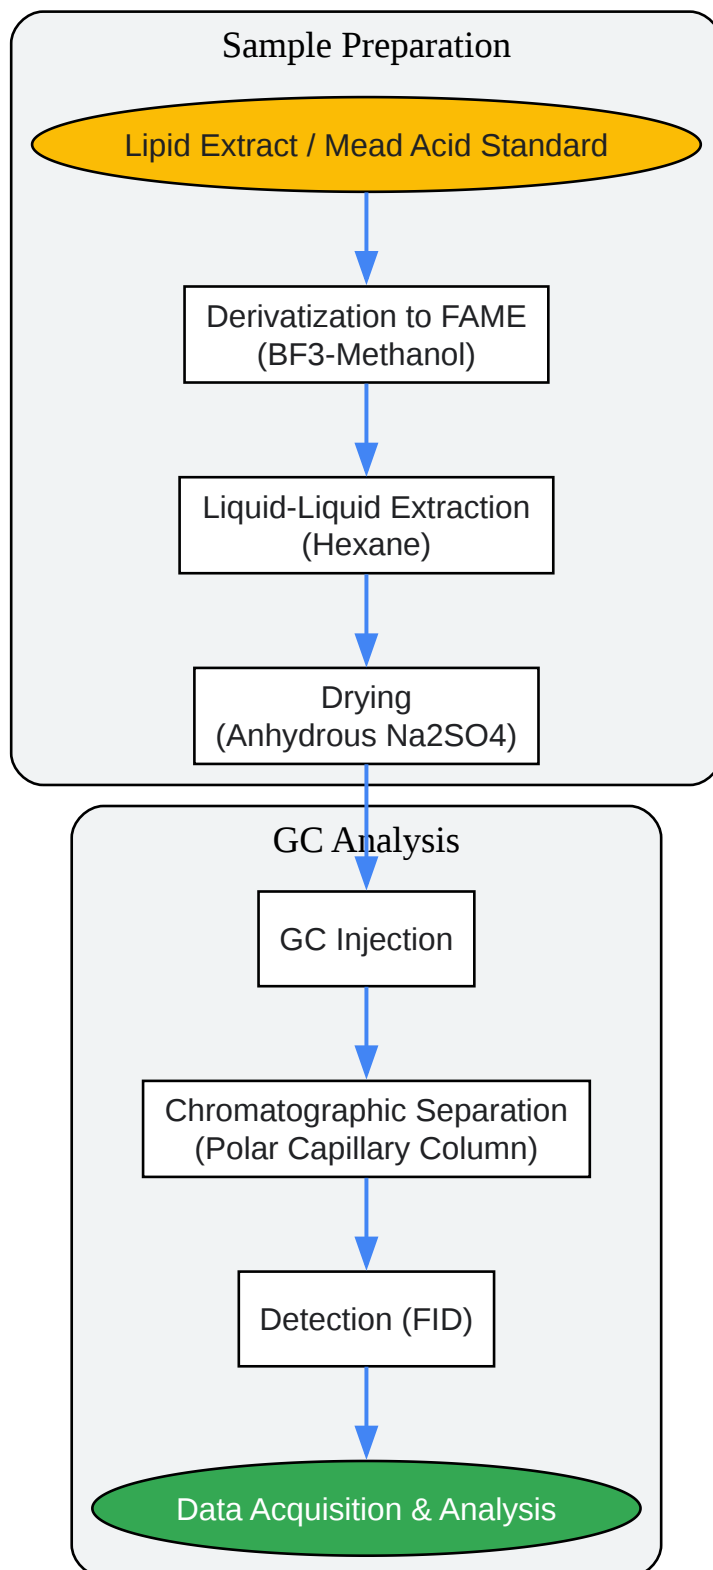 Sample Preparation
Lipid Extract / Mead Acid Standard
Derivatization to FAME
(BF3-Methanol)
Liquid-Liquid Extraction
(Hexane)
Drying
(Anhydrous Na2SO4)
GC Analysis
GC Injection
Chromatographic Separation
(Polar Capillary Column)
Detection (FID)
Data Acquisition & Analysis